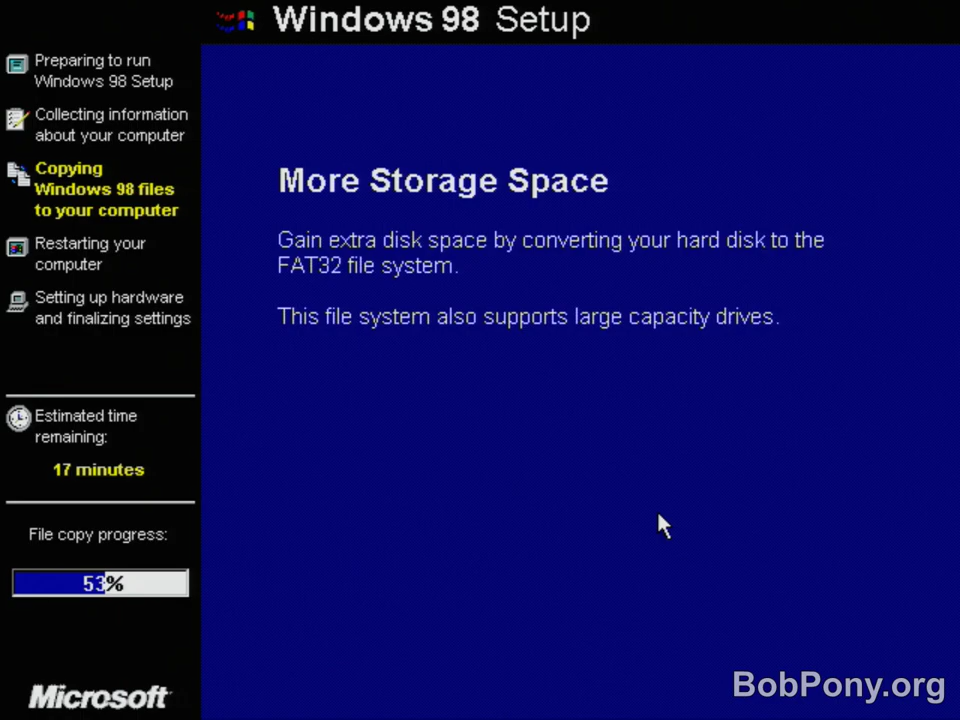 Windows 98 Setup
Preparing to run
Windows 98 Setup
Collecting information
about your computer
Copying
Windows 98 files
to your computer
Restarting your
computer
Setting up hardware
and finalizing settings
Estimated time
remaining:
17 minutes
File copy progress:
53%
Microsoft
More Storage Space
Gain extra disk space by converting your hard disk to the
FAT32 file system.
This file system also supports large capacity drives.
BobPony.org